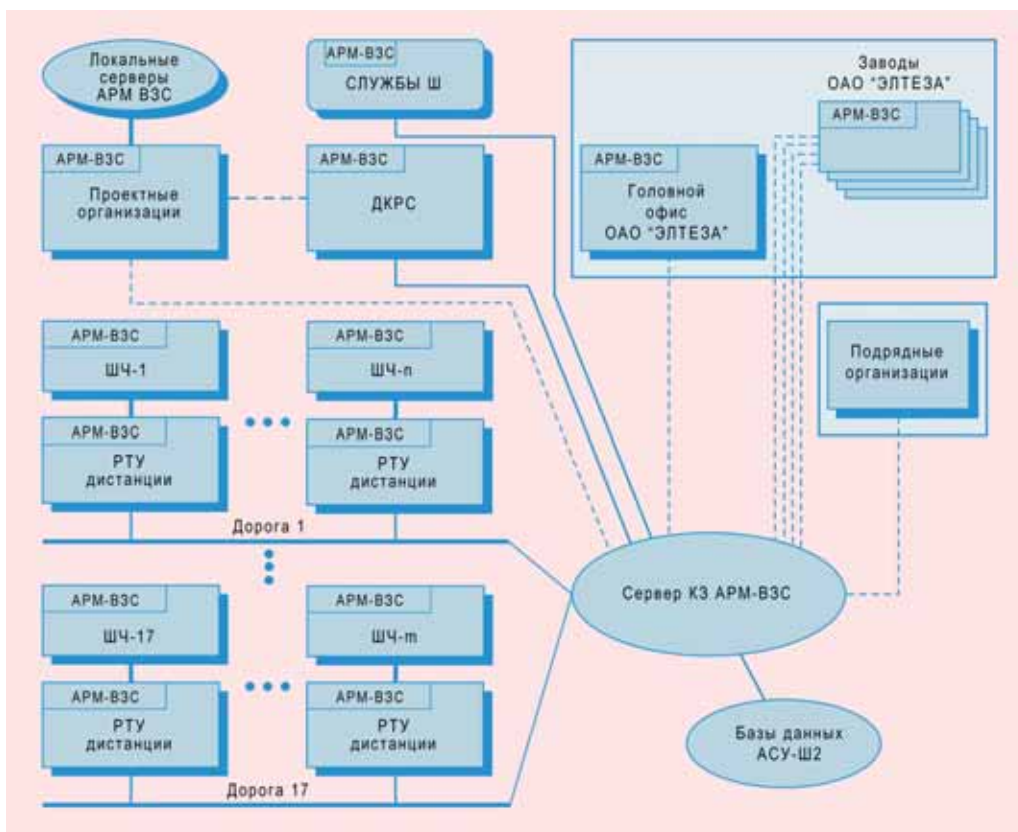 Локальные
серверы
АРМ ВЗС
АРМ-ВЗС
СЛУЖБЫ Ш
Заводы
ОАО "ЭЛТЕЗА"
АРМ-ВЗС
АРМ-ВЗС
Проектные
организации
АРМ-ВЗС
ДКРС
АРМ-ВЗС
Головной
офис
ОАО "ЭЛТЕЗА"
АРМ-ВЗС
ШЧ-1
АРМ-ВЗС
ШЧ-n
Подрядные
организации
АРМ-ВЗС
РТУ
дистанции
АРМ-ВЗС
РТУ
дистанции
Дорога 1
АРМ-ВЗС
ШЧ-17
АРМ-ВЗС
ШЧ-m
Сервер КЗ АРМ-ВЗС
АРМ-ВЗС
РТУ
дистанции
АРМ-ВЗС
РТУ
дистанции
Базы данных
АСУ-Ш2
Дорога 17